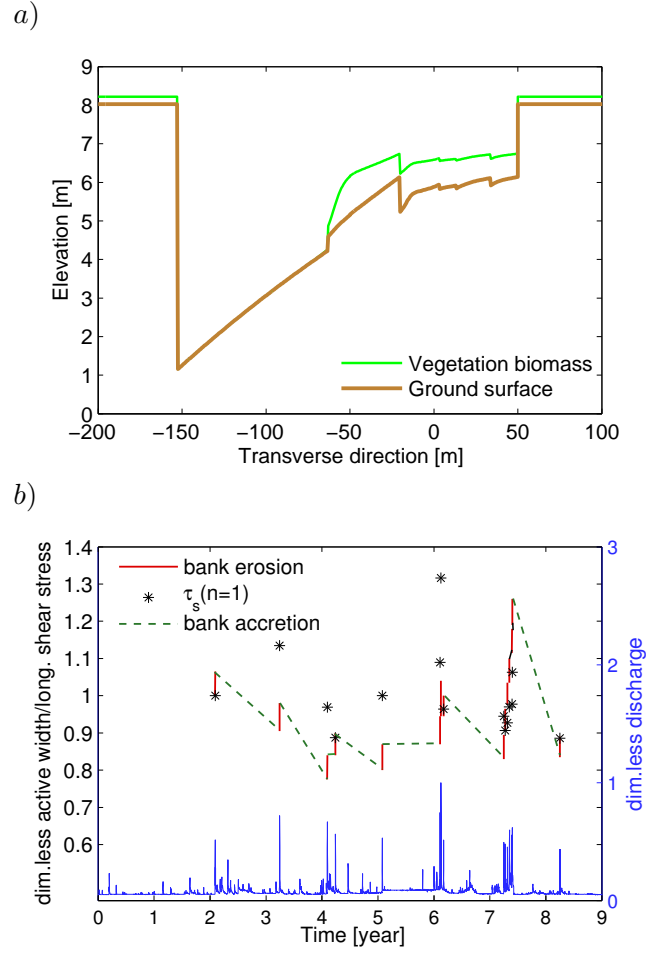 a)
9
8
7
6
5
4
3
2
1
0
Elevation [m]
Vegetation biomass
Ground surface
−200 −150 −100 −50 0 50 100
Transverse direction [m]
b)
1.4
1.3
1.2
1.1
1
0.9
0.8
0.7
0.6
dim.less active width/long. shear stress
bank erosion
τ_s(n=1)
bank accretion
3
2
1
0
dim.less discharge
0 1 2 3 4 5 6 7 8 9
Time [year]